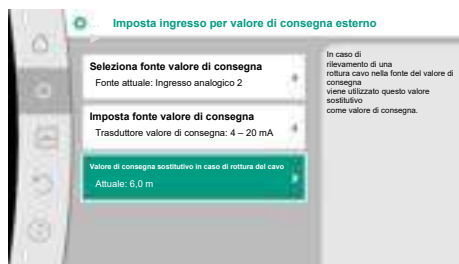 Imposta ingresso per valore di consegna esterno
Seleziona fonte valore di consegna
Fonte attuale: Ingresso analogico 2
Imposta fonte valore di consegna
Trasduttore valore di consegna: 4 – 20 mA
Valore di consegna sostitutivo in caso di rottura del cavo
Attuale: 6,0 m
In caso di
rilevamento di una
rottura cavo nella fonte del valore di
consegna
viene utilizzato questo valore
sostitutivo
come valore di consegna.